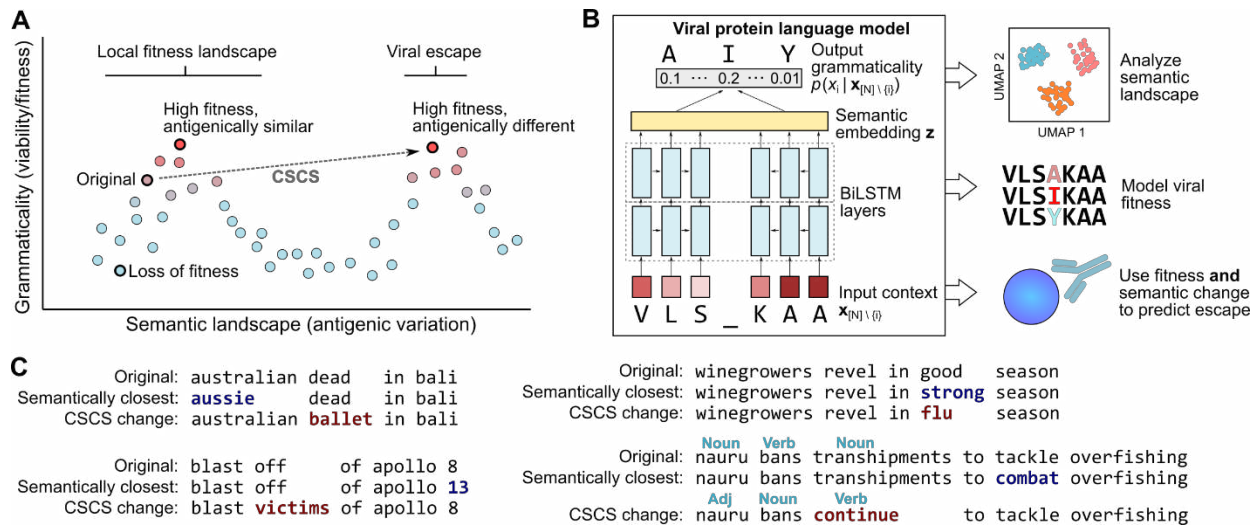 A
Grammaticality (viability/fitness)
Local fitness landscape
Viral escape
High fitness,
antigenically similar
High fitness,
antigenically different
Original
CSCS
Loss of fitness
Semantic landscape (antigenic variation)
B
Viral protein language model
A I Y
0.1 ··· 0.2 ··· 0.01
Output
grammaticality
p(xᵢ | x[N] \ {i})
Semantic
embedding z
BiLSTM
layers
Input context
x[N] \ {i}
V L S _ K A A
UMAP 2
UMAP 1
Analyze
semantic
landscape
VLSAKAA
VLSIKAA
VLSYKAA
Model viral
fitness
Use fitness and
semantic change
to predict escape
C
Original: australian dead in bali
Semantically closest: aussie dead in bali
CSCS change: australian ballet in bali
Original: blast off of apollo 8
Semantically closest: blast off of apollo 13
CSCS change: blast victims of apollo 8
Original: winegrowers revel in good season
Semantically closest: winegrowers revel in strong season
CSCS change: winegrowers revel in flu season
Noun Verb Noun
Original: nauru bans transhipments to tackle overfishing
Semantically closest: nauru bans transhipments to combat overfishing
Adj Noun Verb
CSCS change: nauru bans continue to tackle overfishing